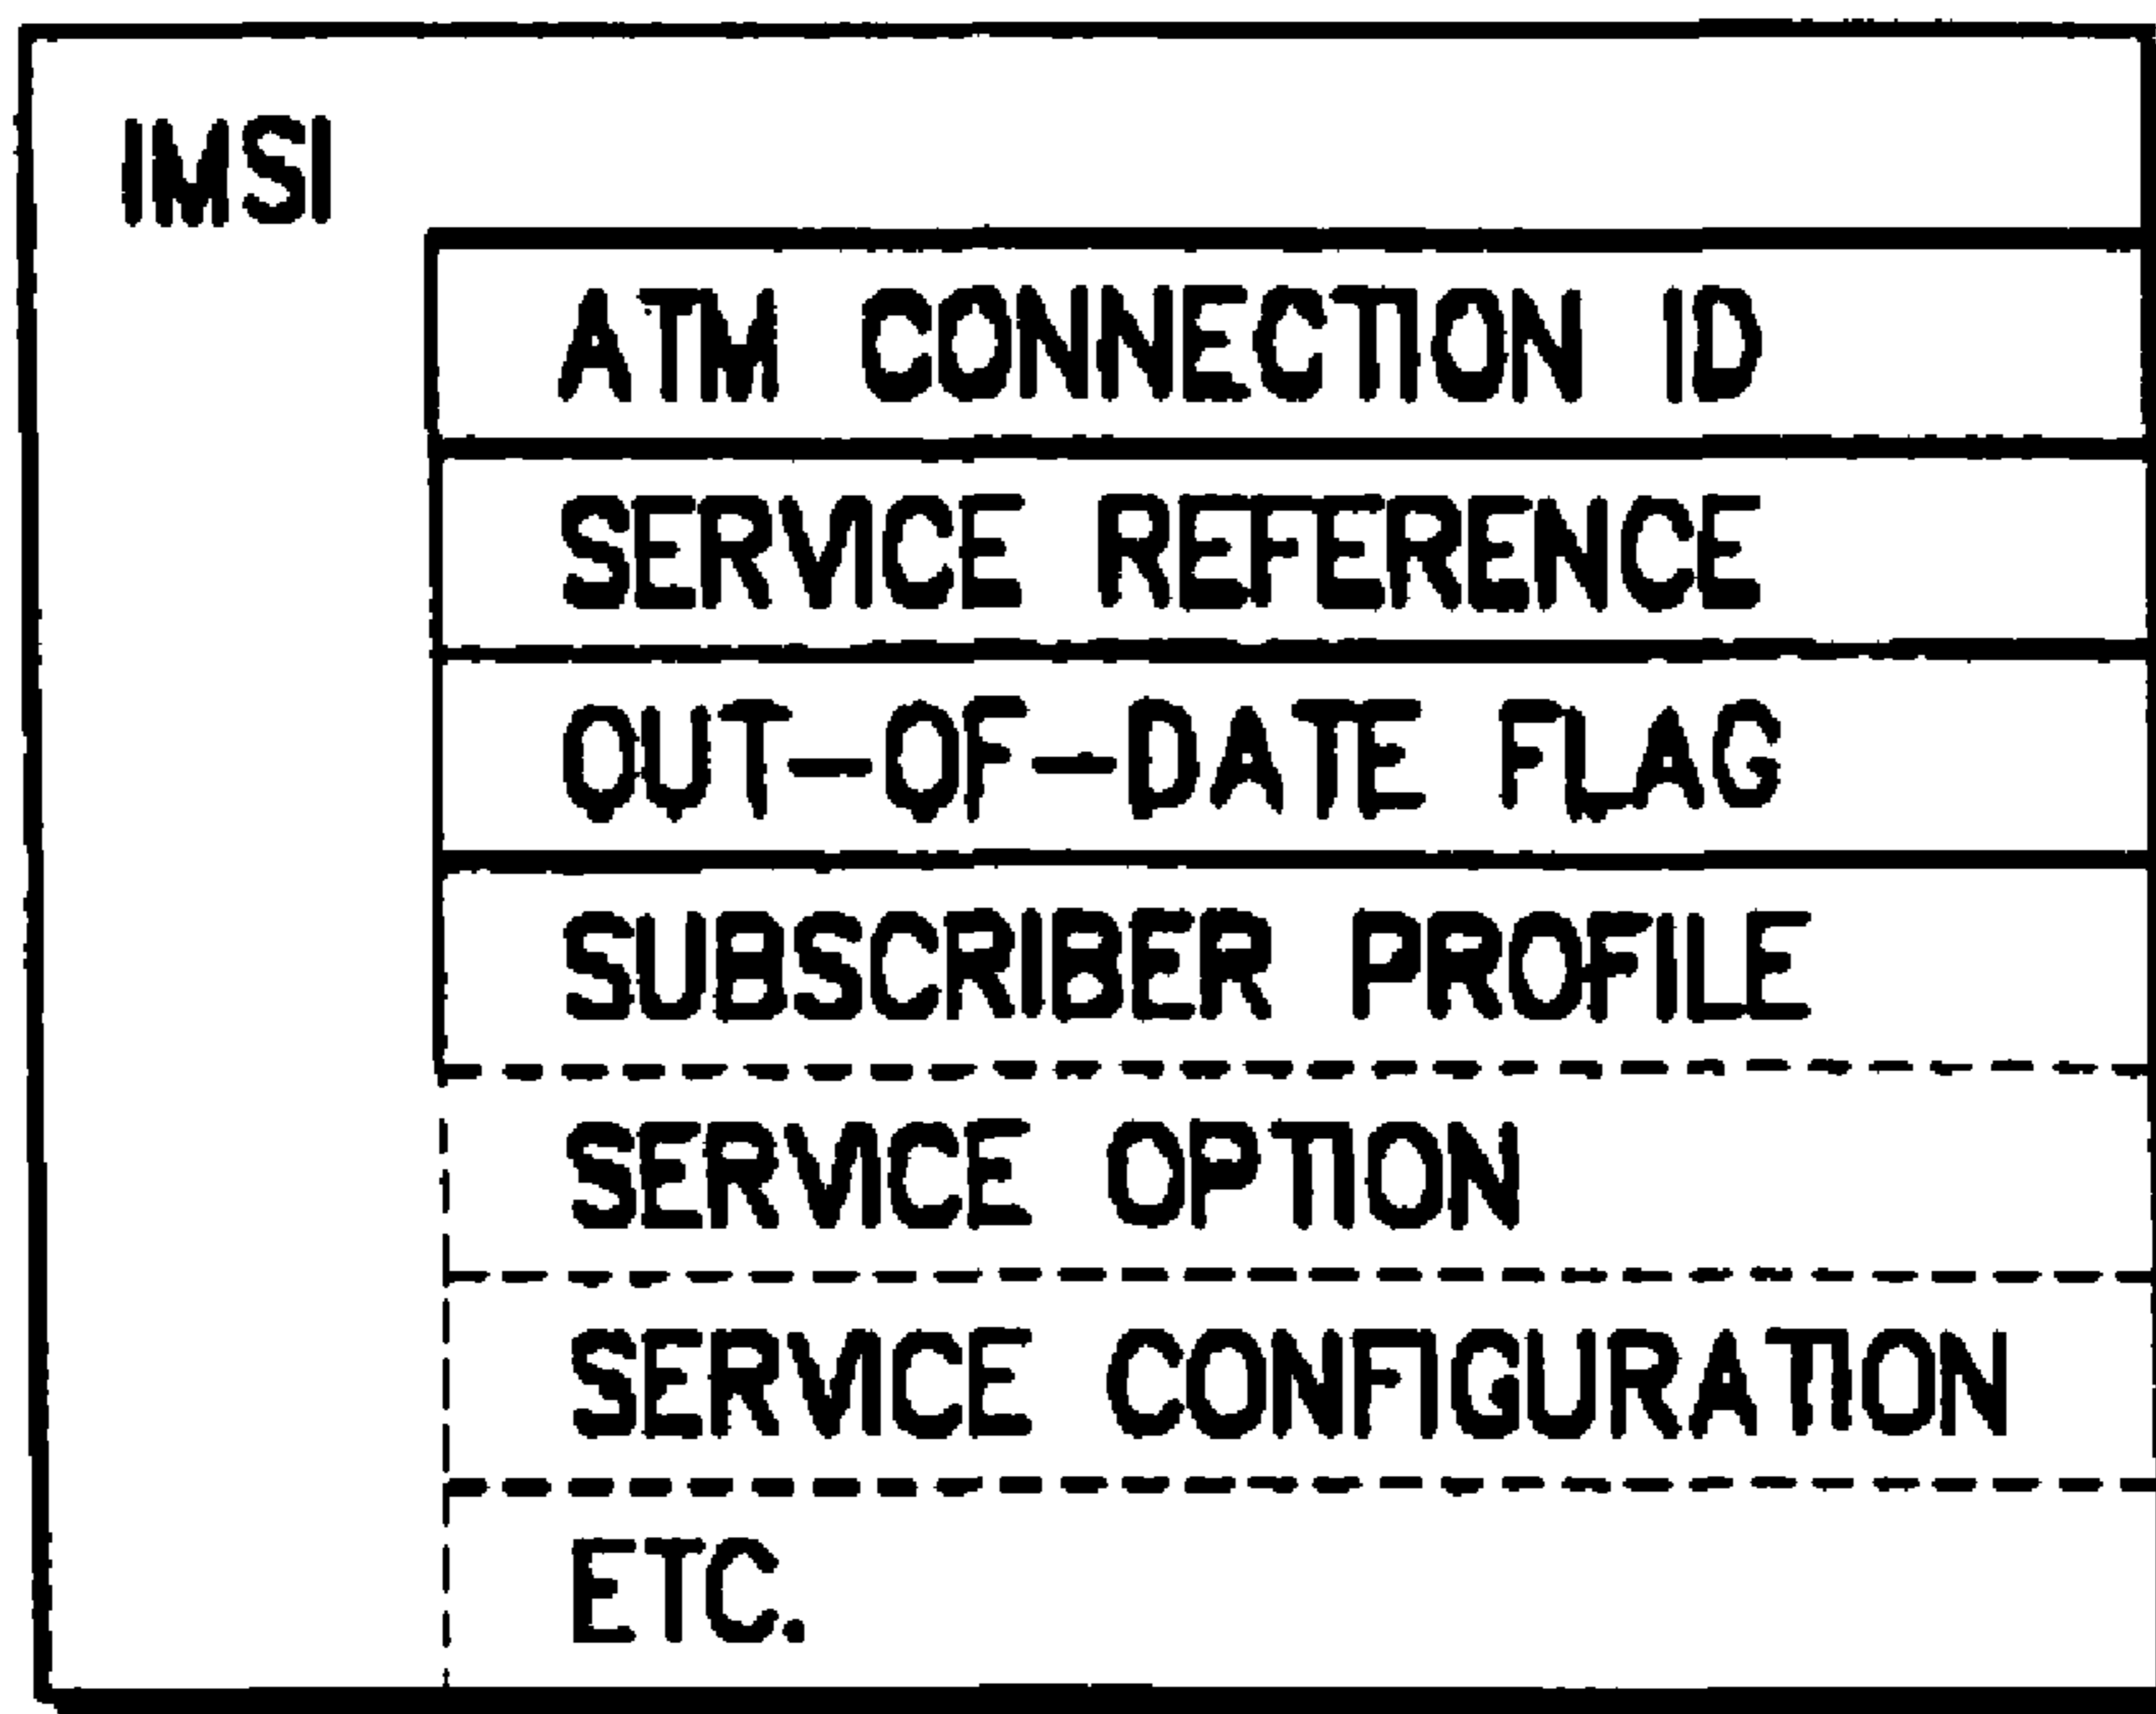 IMSI
ATM CONNECTION ID
SERVICE REFERENCE
OUT-OF-DATE FLAG
SUBSCRIBER PROFILE
SERVICE OPTION
SERVICE CONFIGURATION
ETC.